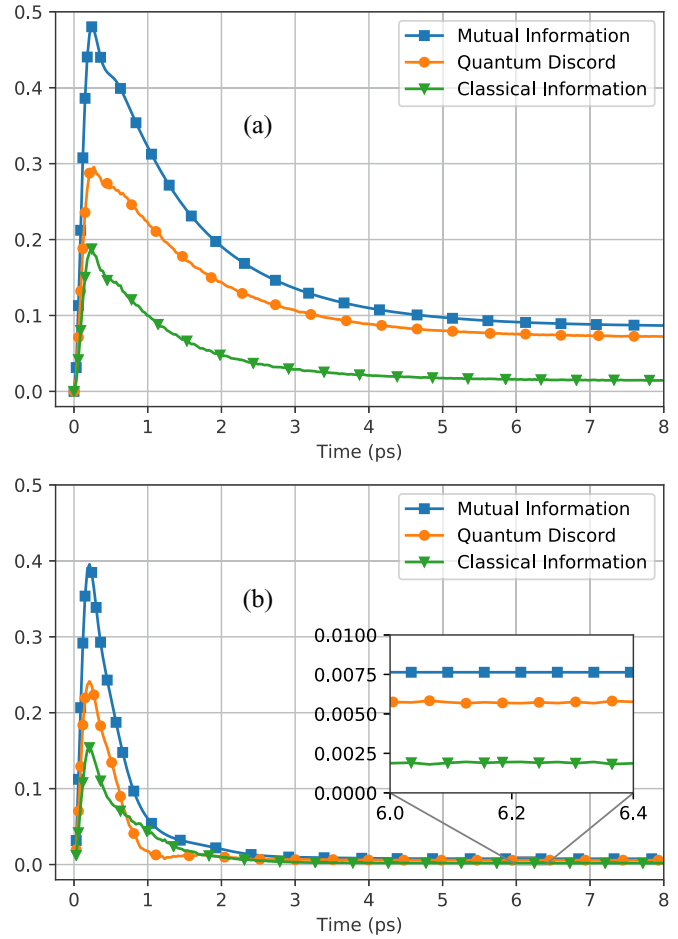 0.5
0.4
0.3
0.2
0.1
0.0
Mutual Information
Quantum Discord
Classical Information
(a)
0 1 2 3 4 5 6 7 8
Time (ps)
0.5
0.4
0.3
0.2
0.1
0.0
Mutual Information
Quantum Discord
Classical Information
(b)
0.0100
0.0075
0.0050
0.0025
0.0000
6.0 6.2 6.4
0 1 2 3 4 5 6 7 8
Time (ps)